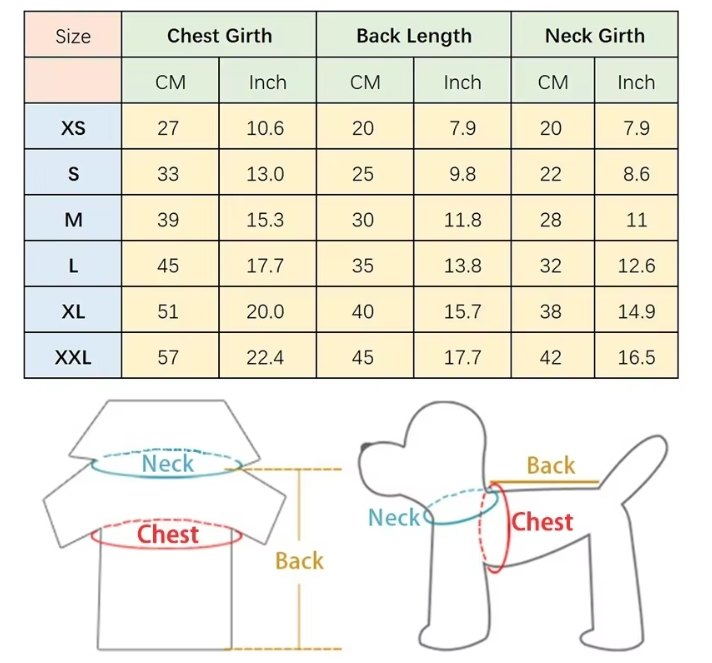 Size Chest Girth Back Length Neck Girth
CM Inch CM Inch CM Inch
XS 27 10.6 20 7.9 20 7.9
S 33 13.0 25 9.8 22 8.6
M 39 15.3 30 11.8 28 11
L 45 17.7 35 13.8 32 12.6
XL 51 20.0 40 15.7 38 14.9
XXL 57 22.4 45 17.7 42 16.5
Neck
Chest
Back
Back
Neck
Chest